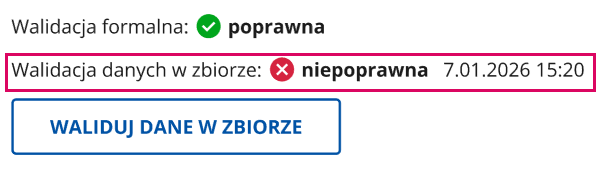 Walidacja formalna: poprawna
Walidacja danych w zbiorze: niepoprawna 7.01.2026 15:20
WALIDUJ DANE W ZBIORZE